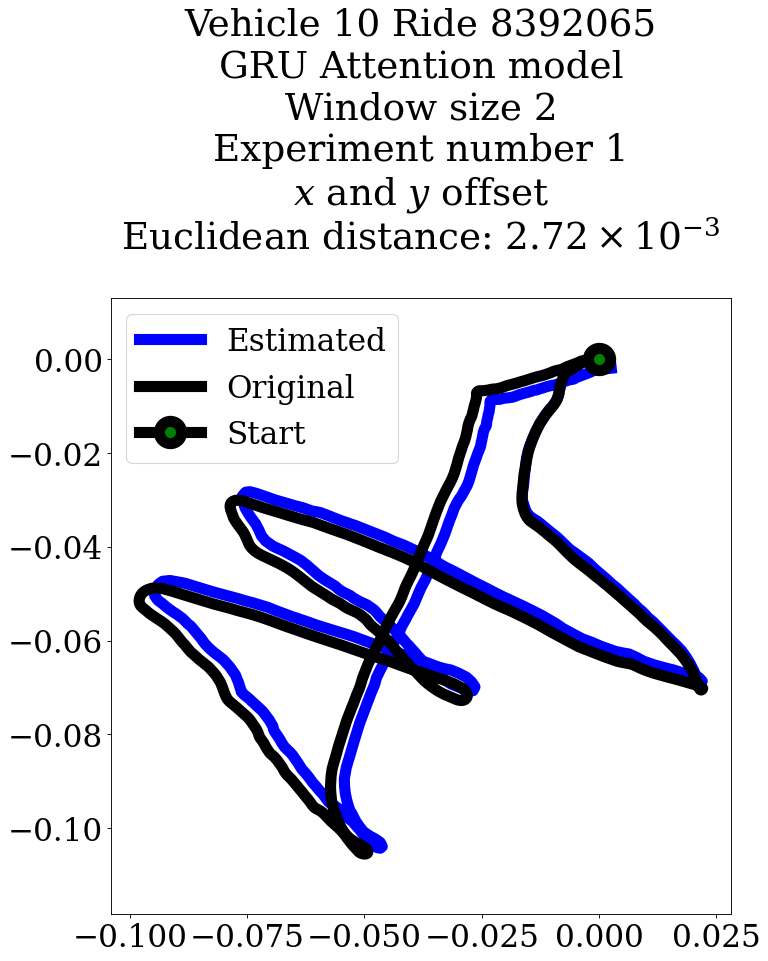 Vehicle 10 Ride 8392065
GRU Attention model
Window size 2
Experiment number 1
x and y offset
Euclidean distance: 2.72 × 10⁻³
Estimated
Original
Start
0.00
−0.02
−0.04
−0.06
−0.08
−0.10
−0.100 −0.075 −0.050 −0.025 0.000 0.025